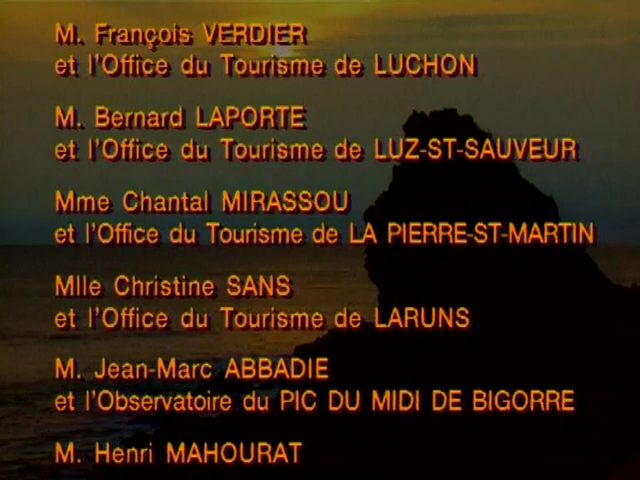 M. François VERDIER
et l'Office du Tourisme de LUCHON
M. Bernard LAPORTE
et l'Office du Tourisme de LUZ-ST-SAUVEUR
Mme Chantal MIRASSOU
et l'Office du Tourisme de LA PIERRE-ST-MARTIN
Mlle Christine SANS
et l'Office du Tourisme de LARUNS
M. Jean-Marc ABBADIE
et l'Observatoire du PIC DU MIDI DE BIGORRE
M. Henri MAHOURAT